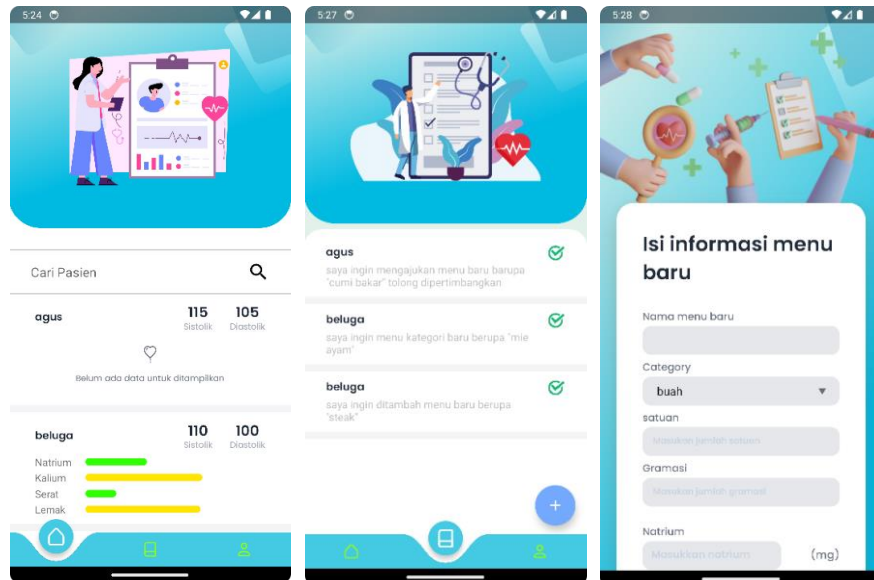 5:24
Cari Pasien
agus
115
105
Sistolik
Diastolik
Belum ada data untuk ditampilkan
beluga
110
100
Sistolik
Diastolik
Natrium
Kalium
Serat
Lemak
5:27
agus
saya ingin mengajukan menu baru barupa
"cumi bakar" tolong dipertimbangkan
beluga
saya ingin menu kategori baru berupa "mie
ayam"
beluga
saya ingin ditambah menu baru berupa
"steak"
+
5:28
Isi informasi menu
baru
Nama menu baru
Category
buah
satuan
Masukan jumlah satuan
Gramasi
Masukan jumlah gramasi
Natrium
Masukkan natrium
(mg)